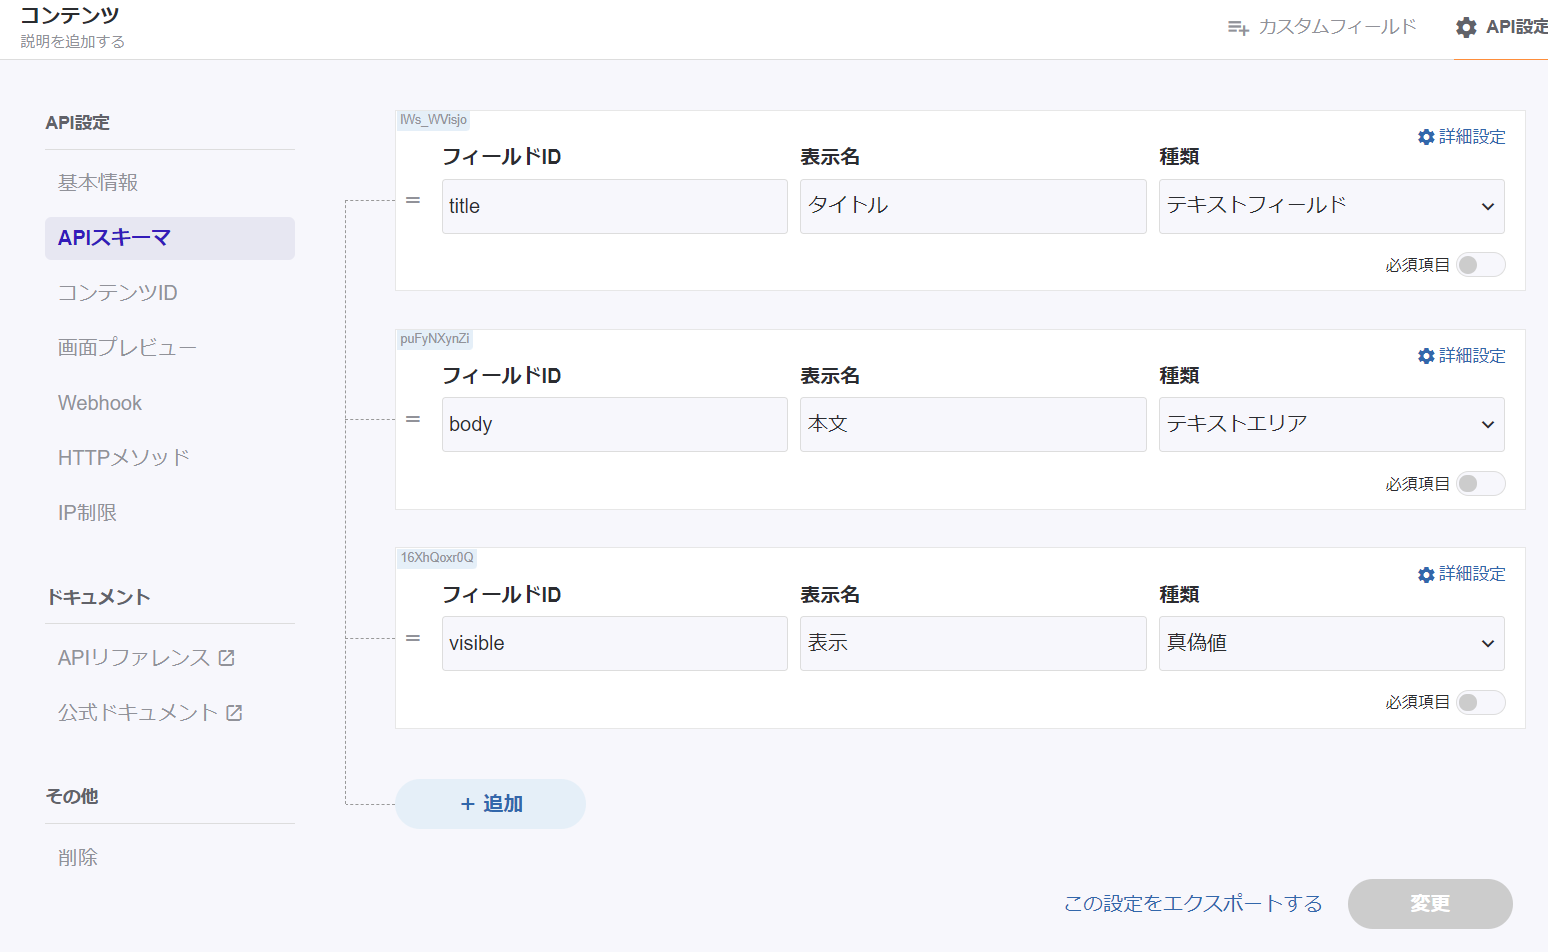 コンテンツ
説明を追加する
カスタムフィールド
API設定
API設定
基本情報
APIスキーマ
コンテンツID
画面プレビュー
Webhook
HTTPメソッド
IP制限
ドキュメント
APIリファレンス
公式ドキュメント
その他
削除
IWs_WVisjo
詳細設定
フィールドID 表示名 種類
title タイトル テキストフィールド
必須項目
puFyNXynZi
詳細設定
フィールドID 表示名 種類
body 本文 テキストエリア
必須項目
16XhQoxr0Q
詳細設定
フィールドID 表示名 種類
visible 表示 真偽値
必須項目
+ 追加
この設定をエクスポートする 変更